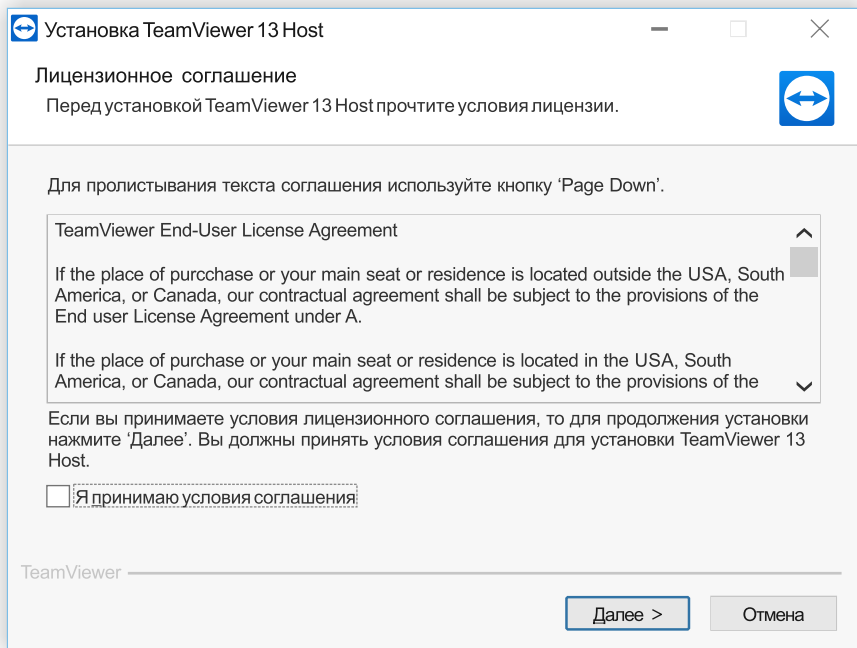 Установка TeamViewer 13 Host
Лицензионное соглашение
Перед установкой TeamViewer 13 Host прочтите условия лицензии.
Для пролистывания текста соглашения используйте кнопку ‘Page Down’.
TeamViewer End-User License Agreement
If the place of purcchase or your main seat or residence is located outside the USA, South
America, or Canada, our contractual agreement shall be subject to the provisions of the
End user License Agreement under A.
If the place of purchase or your main seat or residence is located in the USA, South
America, or Canada, our contractual agreement shall be subject to the provisions of the
Если вы принимаете условия лицензионного соглашения, то для продолжения установки
нажмите ‘Далее’. Вы должны принять условия соглашения для установки TeamViewer 13
Host.
Я принимаю условия соглашения
TeamViewer
Далее >
Отмена